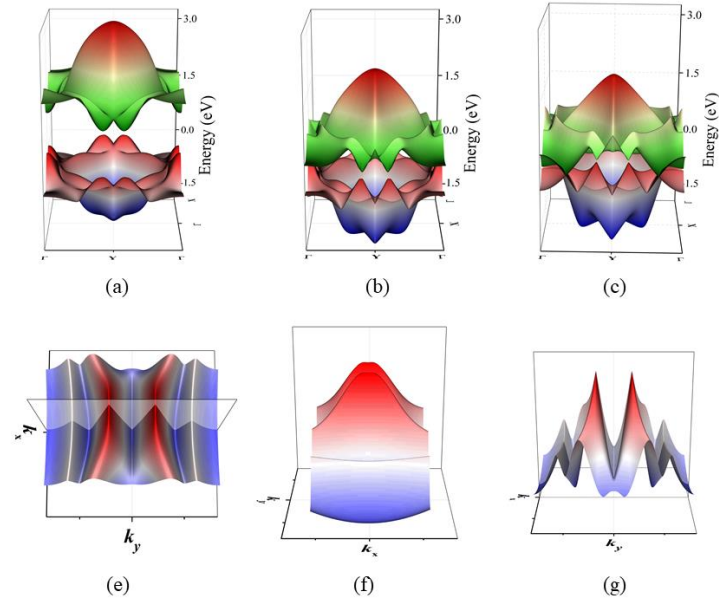 3.0
1.5
0.0
1.5
Energy (eV)
Γ
X
Γ
(a)
3.0
1.5
0.0
1.5
Energy (eV)
Γ
X
Γ
(b)
3.0
1.5
0.0
1.5
Energy (eV)
Γ
X
Γ
(c)
k x
k y
(e)
k x
(f)
k y
(g)